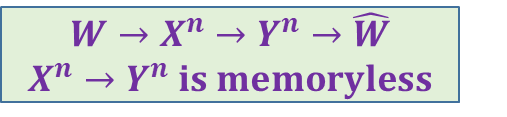 W → Xⁿ → Yⁿ → Ŵ
Xⁿ → Yⁿ is memoryless